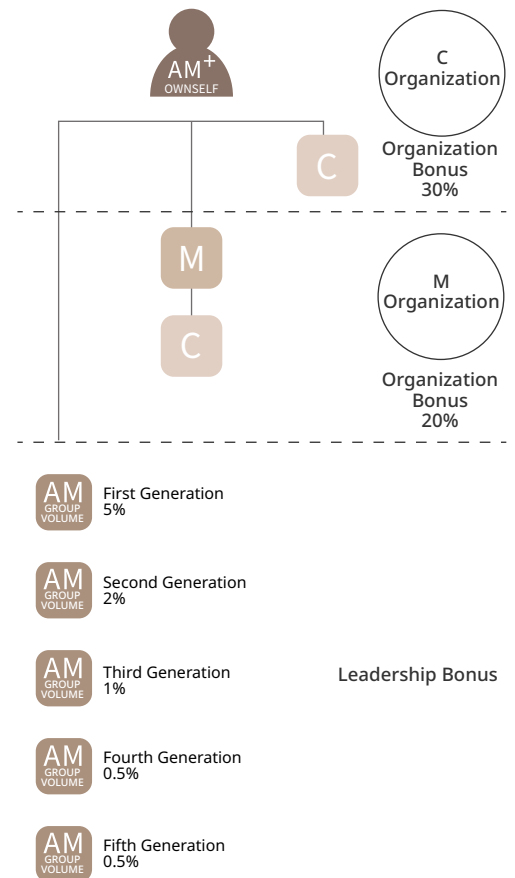 AM+
OWNSELF
C
Organization
Organization
Bonus
30%
C
M
M
Organization
C
Organization
Bonus
20%
AM
GROUP
VOLUME
First Generation
5%
AM
GROUP
VOLUME
Second Generation
2%
AM
GROUP
VOLUME
Third Generation
1%
Leadership Bonus
AM
GROUP
VOLUME
Fourth Generation
0.5%
AM
GROUP
VOLUME
Fifth Generation
0.5%